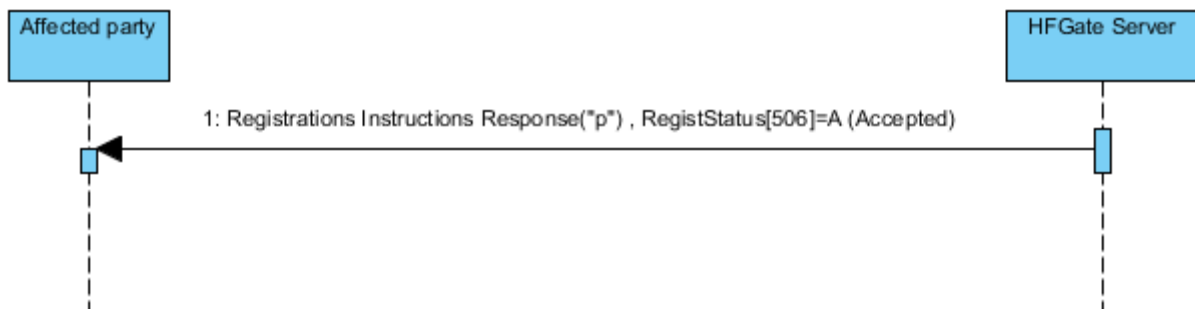 Affected party
HFGate Server
1: Registrations Instructions Response("p") , RegistStatus[506]=A (Accepted)